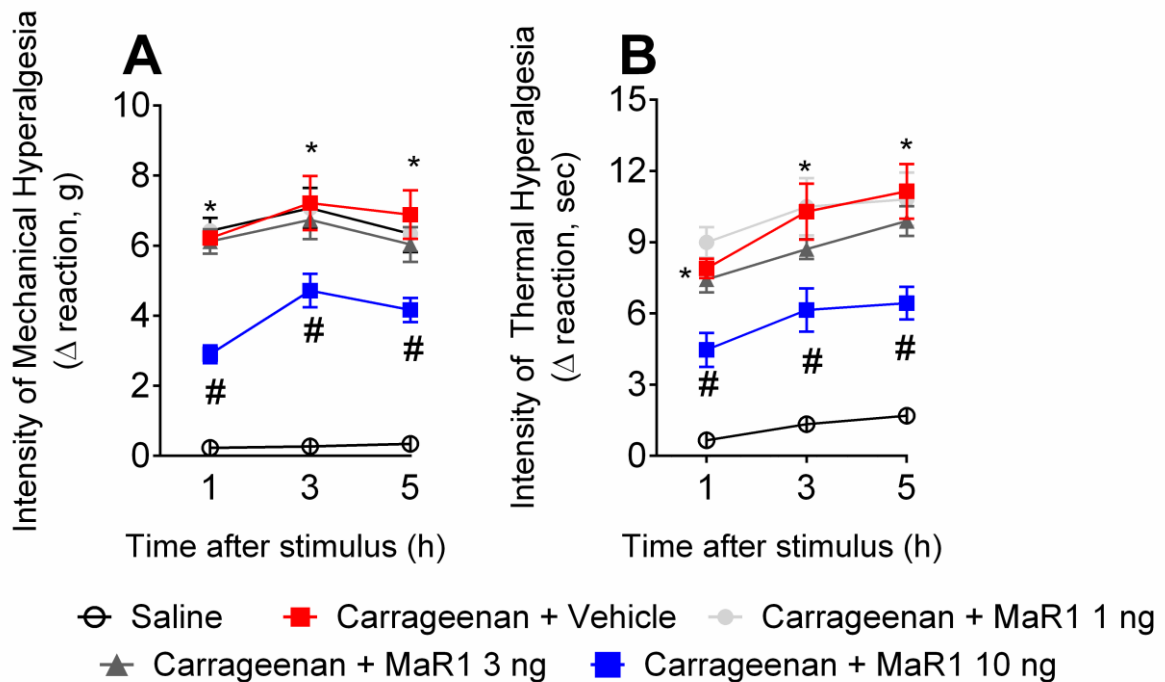 A
Intensity of Mechanical Hyperalgesia
(Δ reaction, g)
10
8
6
4
2
0
*
*
*
#
#
#
1 3 5
Time after stimulus (h)
B
Intensity of Thermal Hyperalgesia
(Δ reaction, sec)
15
12
9
6
3
0
*
*
*
#
#
#
1 3 5
Time after stimulus (h)
Saline Carrageenan + Vehicle Carrageenan + MaR1 1 ng
Carrageenan + MaR1 3 ng Carrageenan + MaR1 10 ng